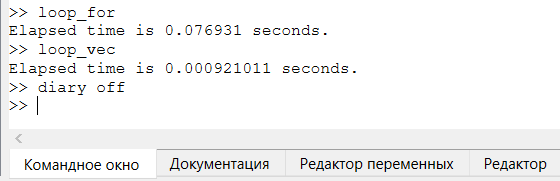 >> loop_for
Elapsed time is 0.076931 seconds.
>> loop_vec
Elapsed time is 0.000921011 seconds.
>> diary off
>>
Командное окно Документация Редактор переменных Редактор